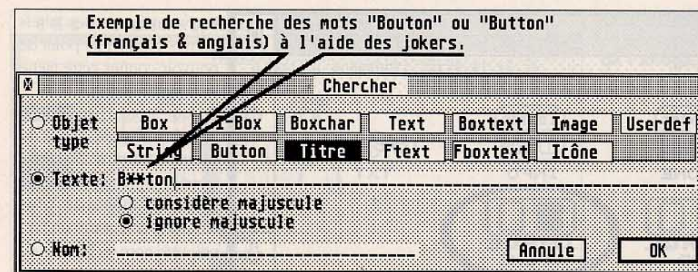 Exemple de recherche des mots "Bouton" ou "Button"
(français & anglais) à l'aide des jokers.
Chercher
Objet type
Box I-Box Boxchar Text Boxtext Image Userdef
String Button Titre Ftext Fboxtext Icône
Texte: B**ton
considère majuscule
ignore majuscule
Nom:
Annule OK